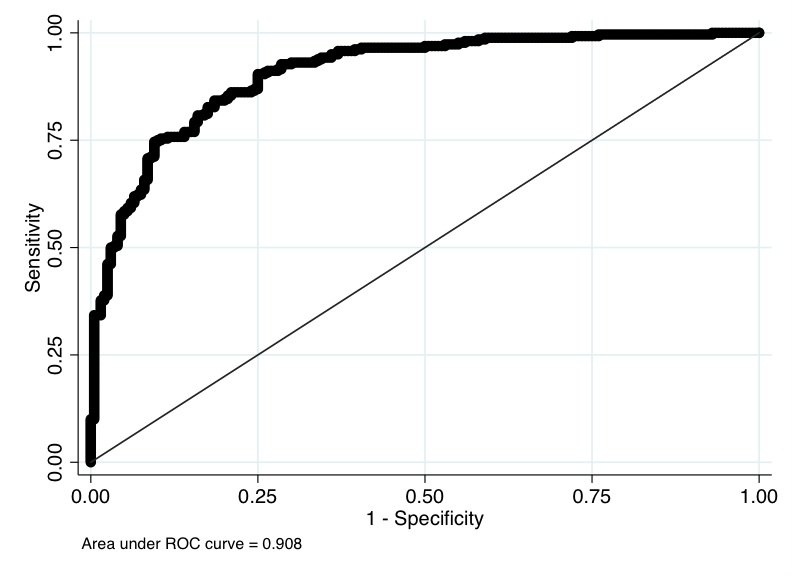 1.00
0.75
Sensitivity
0.50
0.25
0.00
0.00 0.25 0.50 0.75 1.00
1 - Specificity
Area under ROC curve = 0.908